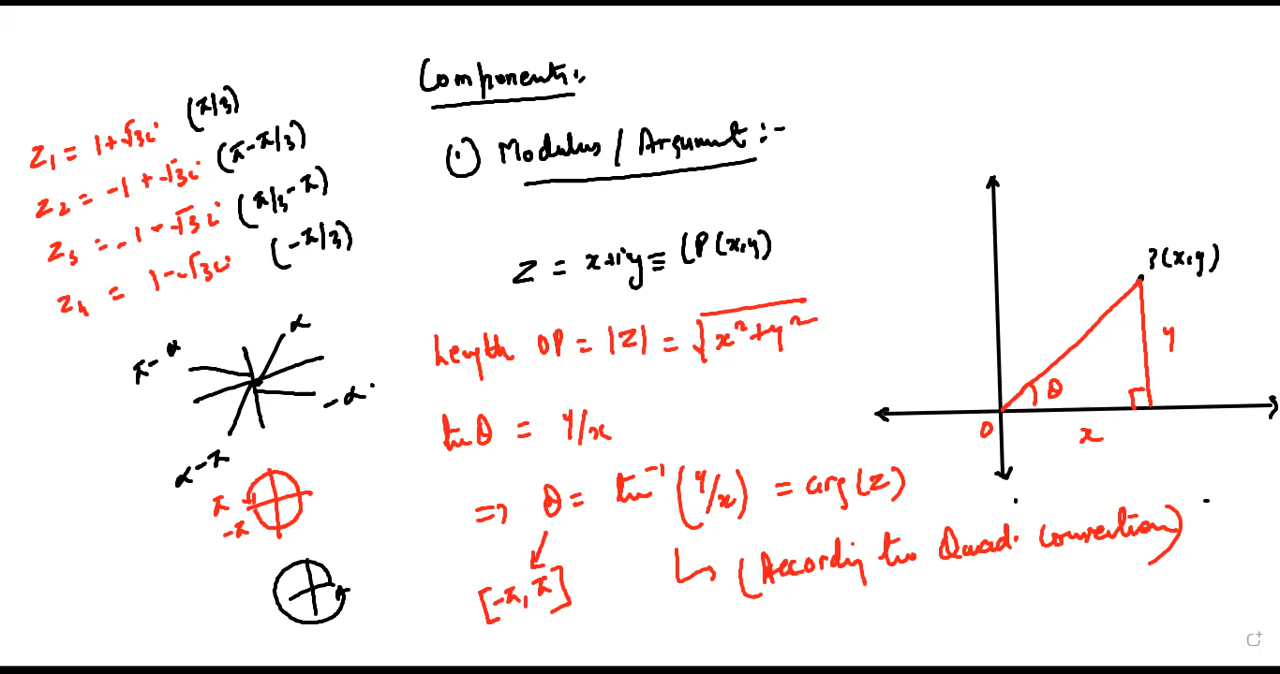 Components:
(i) Modulus / Argument :-
Z₁ = 1 + √3i (π/3)
Z₂ = -1 + √3i (π-π/3)
Z₃ = -1 - √3i (π/3-π)
Z₄ = 1 - √3i (-π/3)
Z = x+iy ≡ (P(x,y)
Length OP = |Z| = √x²+y²
tanθ = y/x
⇒ θ = tan⁻¹(y/x) = arg(Z)
[-π, π]
↳ (According to Quad. convention)
α
π-α
-α
α-π
π
-π
P(x,y)
y
θ
O
x